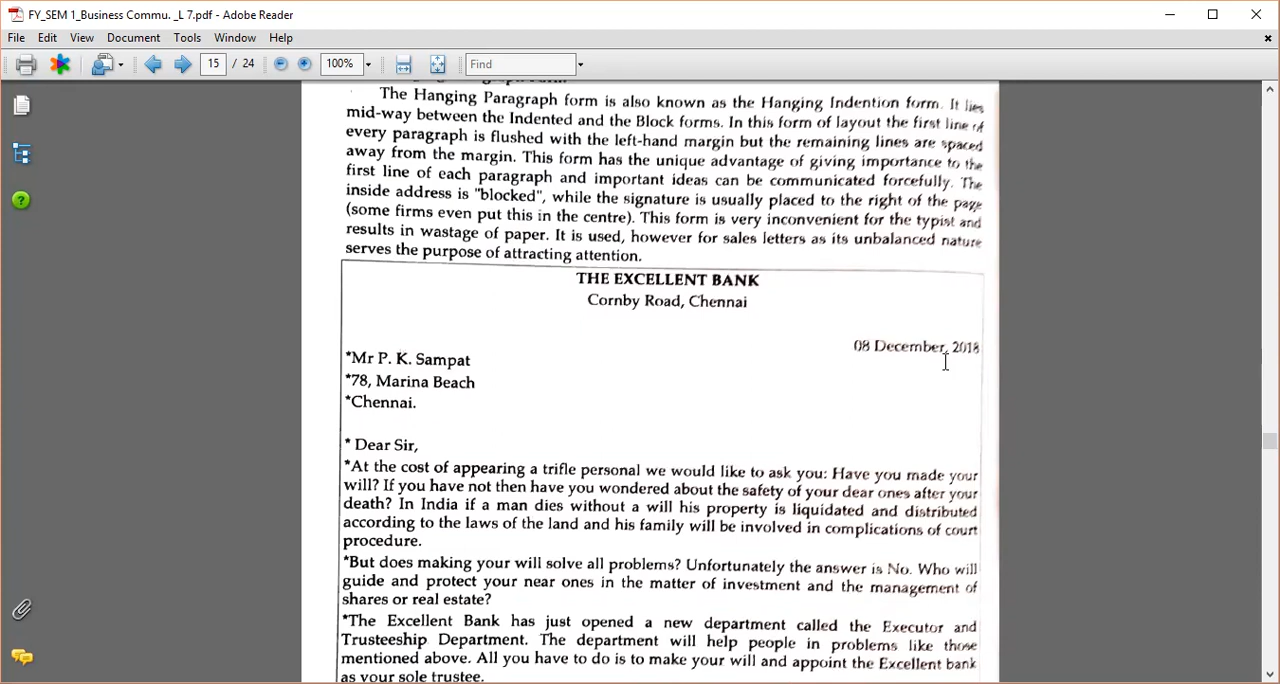 FY_SEM 1_Business Commu. _L 7.pdf - Adobe Reader
File Edit View Document Tools Window Help
15 / 24 100% Find
The Hanging Paragraph form is also known as the Hanging Indention form. It lies
mid-way between the Indented and the Block forms. In this form of layout the first line of
every paragraph is flushed with the left-hand margin but the remaining lines are spaced
away from the margin. This form has the unique advantage of giving importance to the
first line of each paragraph and important ideas can be communicated forcefully. The
inside address is "blocked", while the signature is usually placed to the right of the page
(some firms even put this in the centre). This form is very inconvenient for the typist and
results in wastage of paper. It is used, however for sales letters as its unbalanced nature
serves the purpose of attracting attention.
THE EXCELLENT BANK
Cornby Road, Chennai
08 December, 2018
*Mr P. K. Sampat
*78, Marina Beach
*Chennai.
* Dear Sir,
*At the cost of appearing a trifle personal we would like to ask you: Have you made your
will? If you have not then have you wondered about the safety of your dear ones after your
death? In India if a man dies without a will his property is liquidated and distributed
according to the laws of the land and his family will be involved in complications of court
procedure.
*But does making your will solve all problems? Unfortunately the answer is No. Who will
guide and protect your near ones in the matter of investment and the management of
shares or real estate?
*The Excellent Bank has just opened a new department called the Executor and
Trusteeship Department. The department will help people in problems like those
mentioned above. All you have to do is to make your will and appoint the Excellent bank
as your sole trustee.